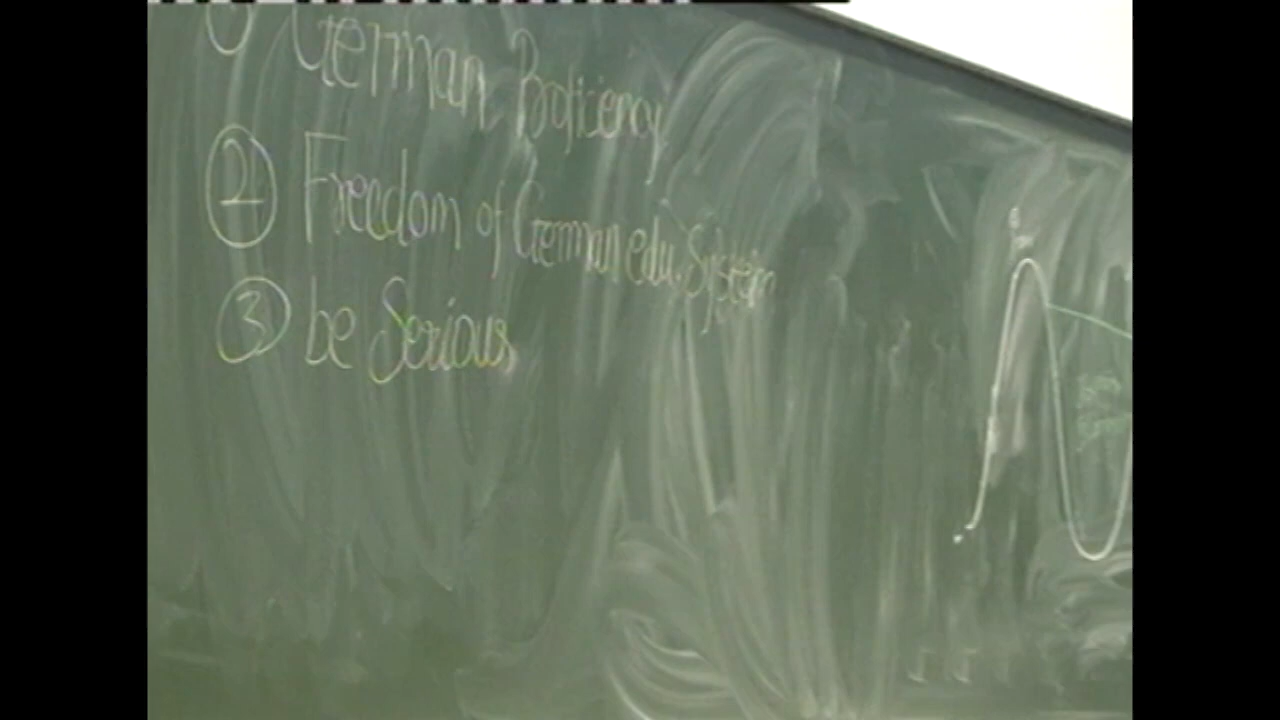 German Proficiency
② Freedom of German edu. System
③ be Serious